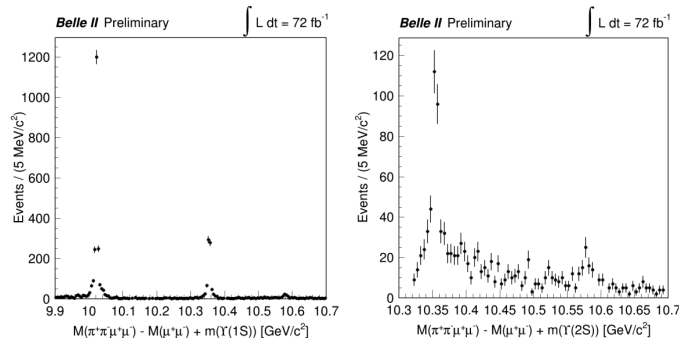 Belle II Preliminary ∫ L dt = 72 fb⁻¹
Events / (5 MeV/c²)
1200
1000
800
600
400
200
0
9.9 10 10.1 10.2 10.3 10.4 10.5 10.6 10.7
M(π⁺π⁻μ⁺μ⁻) - M(μ⁺μ⁻) + m(ϒ(1S)) [GeV/c²]
Belle II Preliminary ∫ L dt = 72 fb⁻¹
Events / (5 MeV/c²)
120
100
80
60
40
20
0
10.3 10.35 10.4 10.45 10.5 10.55 10.6 10.65 10.7
M(π⁺π⁻μ⁺μ⁻) - M(μ⁺μ⁻) + m(ϒ(2S)) [GeV/c²]